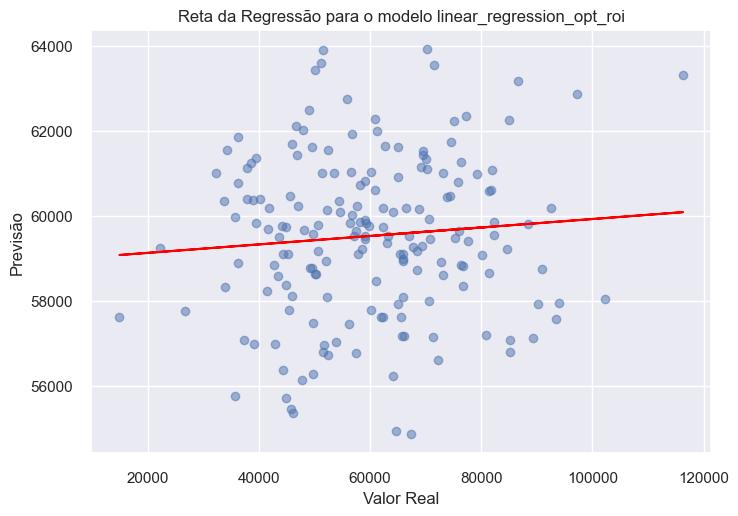 Reta da Regressão para o modelo linear_regression_opt_roi
64000
62000
60000
58000
56000
Previsão
20000 40000 60000 80000 100000 120000
Valor Real